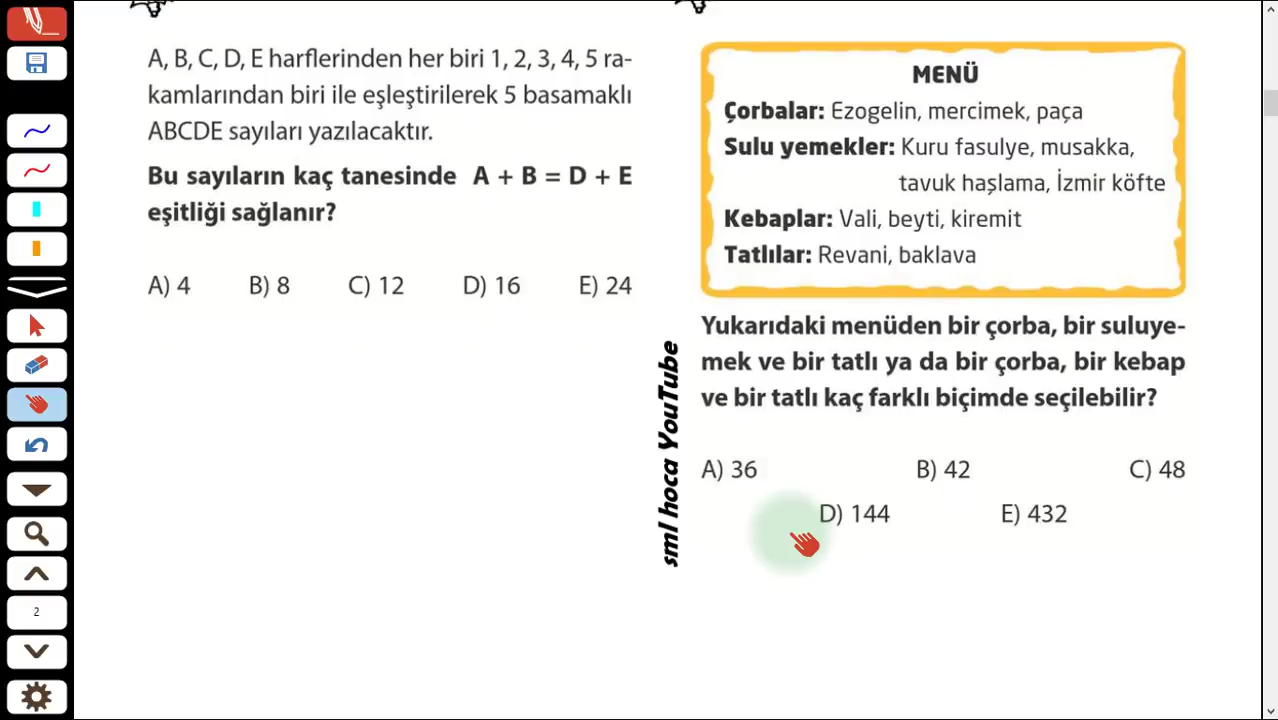 A, B, C, D, E harflerinden her biri 1, 2, 3, 4, 5 ra-
kamlarından biri ile eşleştirilerek 5 basamaklı
ABCDE sayıları yazılacaktır.
Bu sayıların kaç tanesinde A + B = D + E
eşitliği sağlanır?
A) 4 B) 8 C) 12 D) 16 E) 24
MENÜ
Çorbalar: Ezogelin, mercimek, paça
Sulu yemekler: Kuru fasulye, musakka,
tavuk haşlama, İzmir köfte
Kebaplar: Vali, beyti, kiremit
Tatlılar: Revani, baklava
Yukarıdaki menüden bir çorba, bir suluye-
mek ve bir tatlı ya da bir çorba, bir kebap
ve bir tatlı kaç farklı biçimde seçilebilir?
A) 36 B) 42 C) 48
D) 144 E) 432
sml hoca YouTube
2